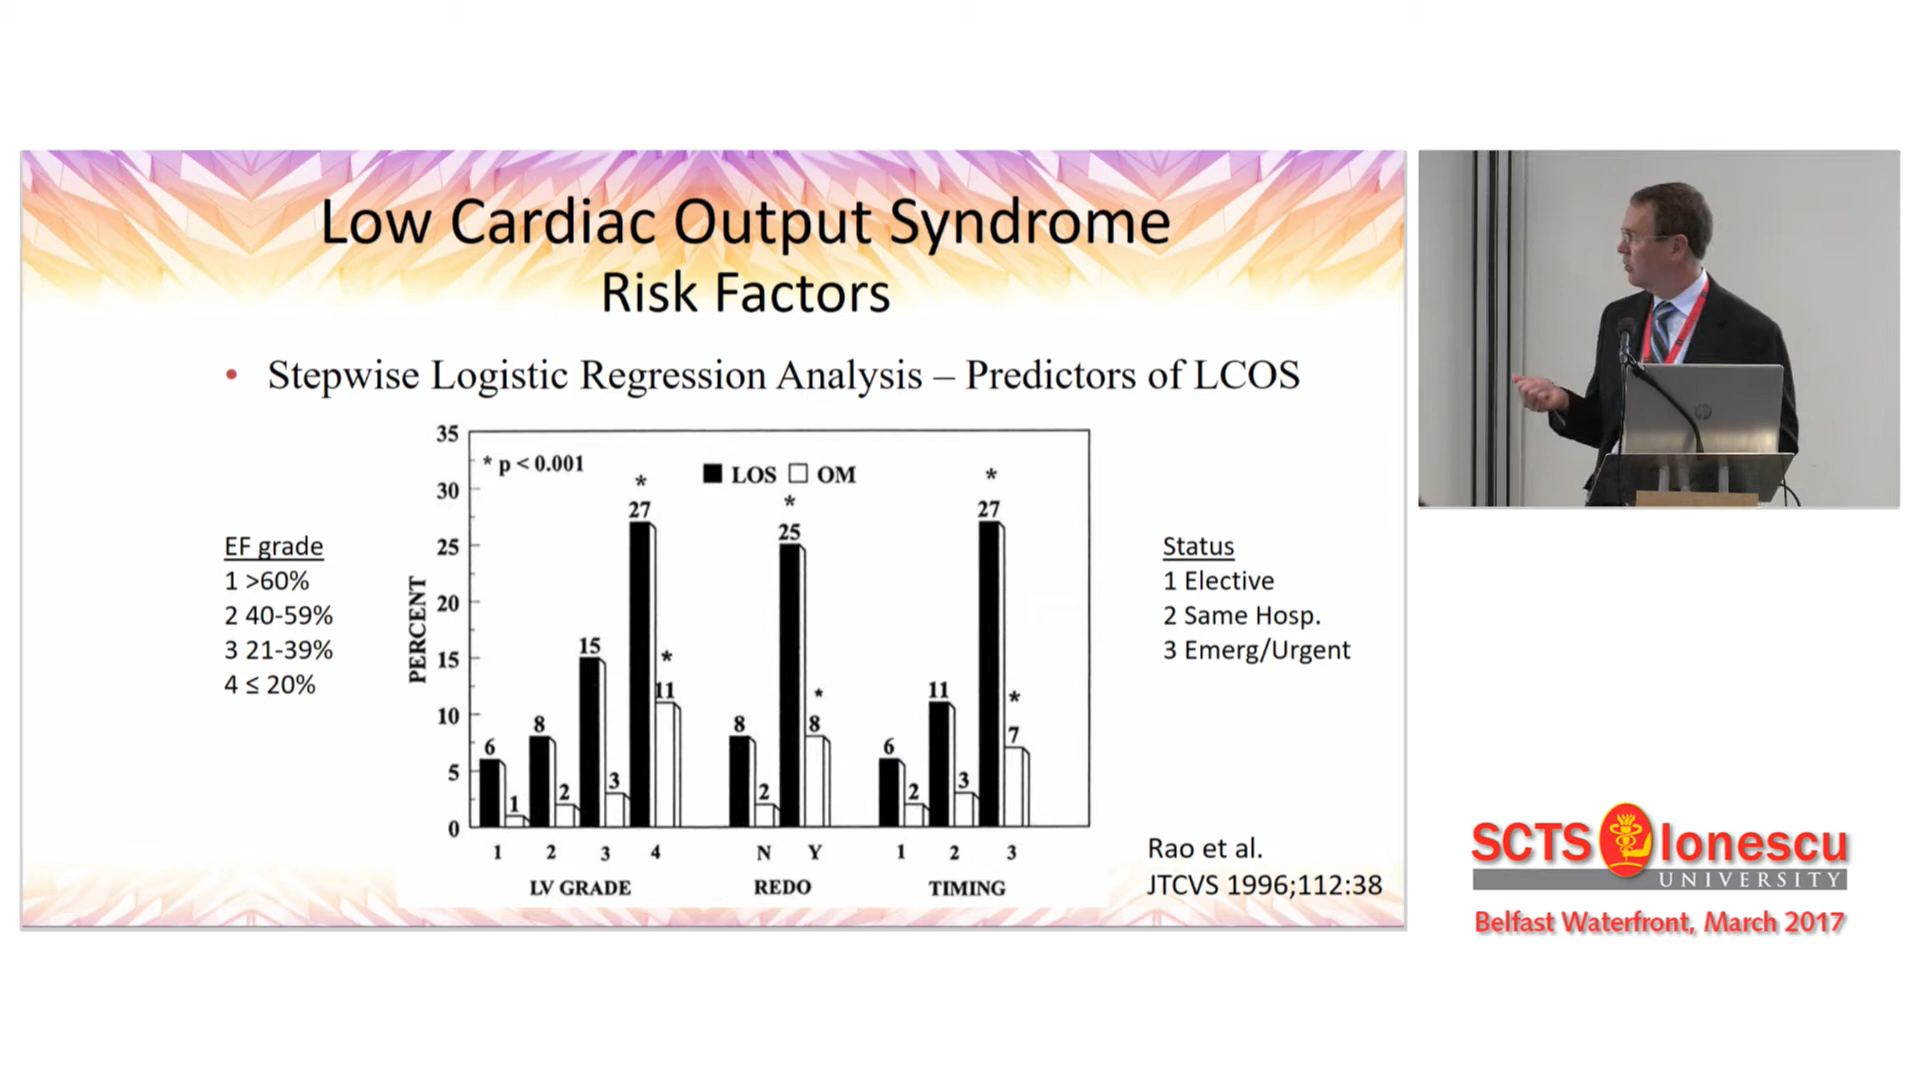 Low Cardiac Output Syndrome
Risk Factors
• Stepwise Logistic Regression Analysis – Predictors of LCOS
EF grade
1 >60%
2 40-59%
3 21-39%
4 ≤ 20%
PERCENT
35
30
25
20
15
10
5
0
* p < 0.001
LOS OM
6
1
8
2
15
3
*
27
*
11
8
2
*
25
*
8
6
2
11
3
*
27
*
7
1 2 3 4 N Y 1 2 3
LV GRADE REDO TIMING
Status
1 Elective
2 Same Hosp.
3 Emerg/Urgent
Rao et al.
JTCVS 1996;112:38
SCTS Ionescu
UNIVERSITY
Belfast Waterfront, March 2017